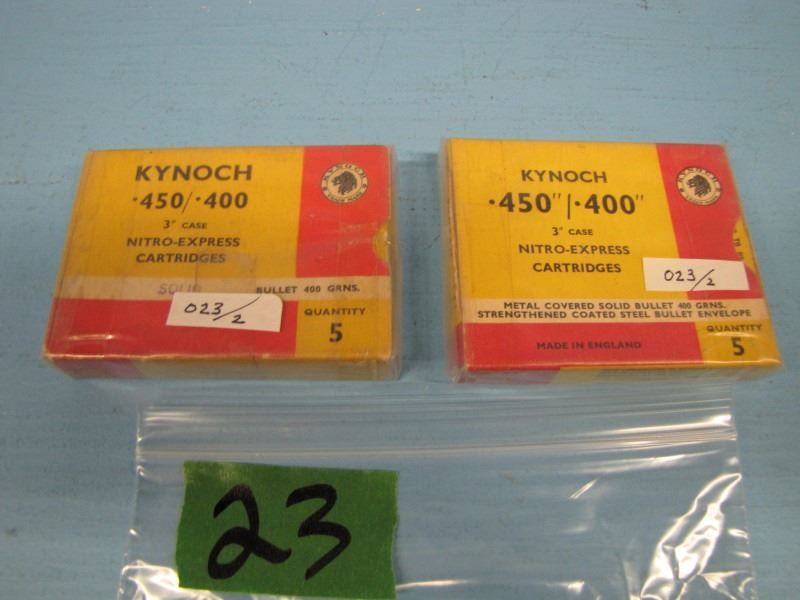 KYNOCH
·450/·400
3" CASE
NITRO-EXPRESS
CARTRIDGES
SOLID BULLET 400 GRNS.
023/2
QUANTITY
5
KYNOCH
KYNOCH
·450"/·400"
3" CASE
NITRO-EXPRESS
CARTRIDGES
023/2
METAL COVERED SOLID BULLET 400 GRNS.
STRENGTHENED COATED STEEL BULLET ENVELOPE
QUANTITY
MADE IN ENGLAND
5
KYNOCH
23